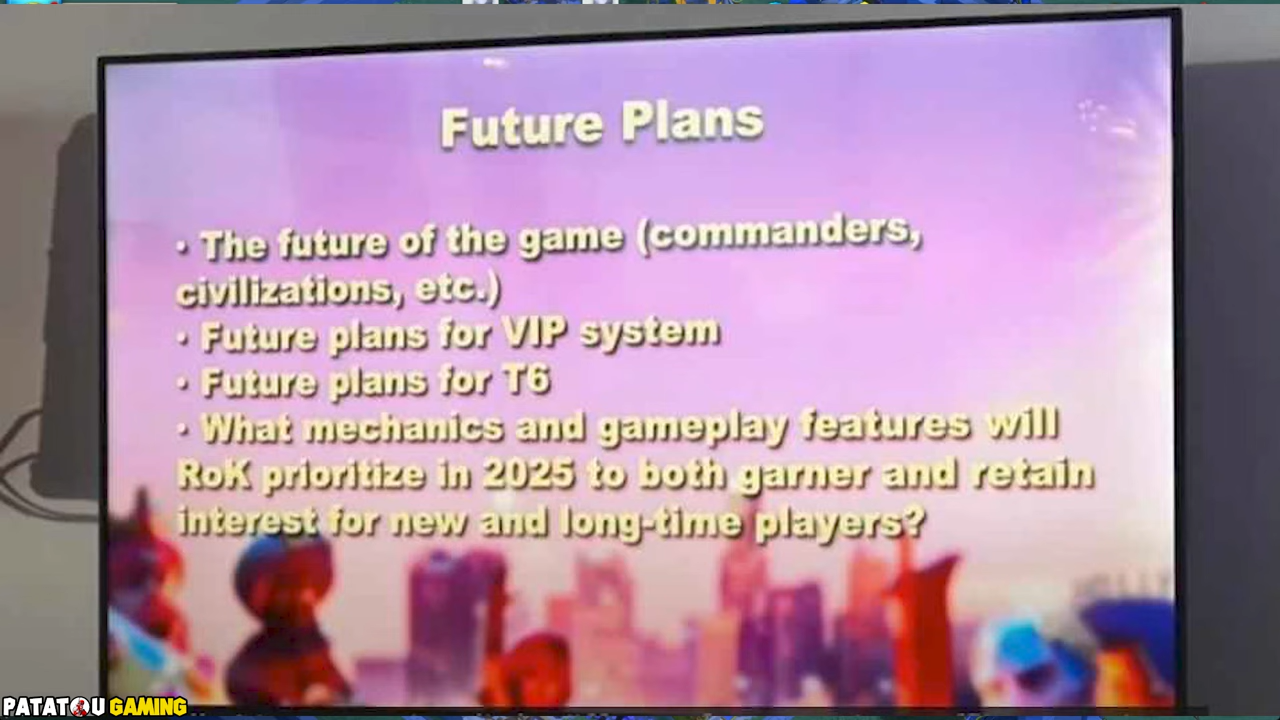 Future Plans
· The future of the game (commanders,
civilizations, etc.)
· Future plans for VIP system
· Future plans for T6
· What mechanics and gameplay features will
RoK prioritize in 2025 to both garner and retain
interest for new and long-time players?
PATATOU GAMING